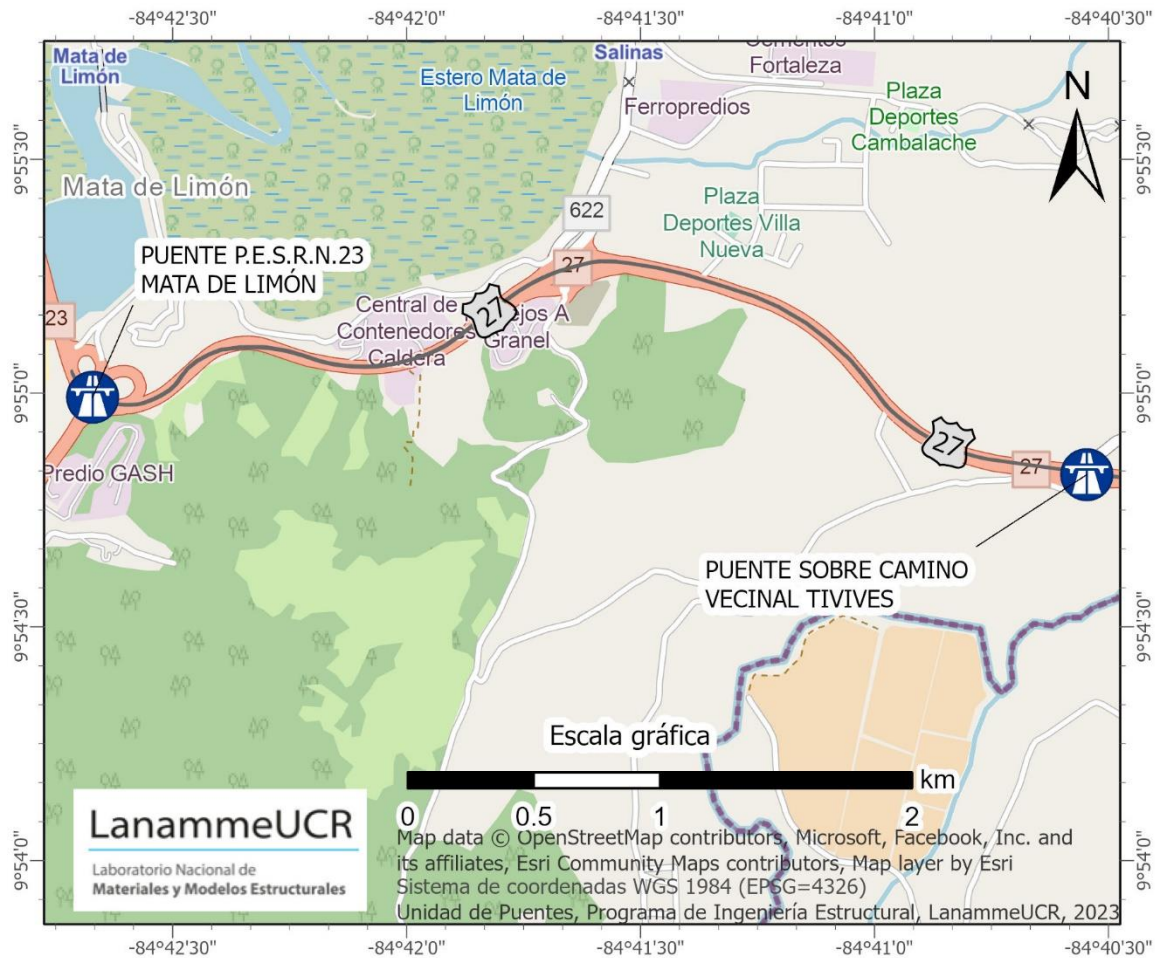 -84°42'30"
-84°42'0"
-84°41'30"
-84°41'0"
-84°40'30"
Mata de
Limón
Salinas
Estero Mata de
Limón
Fortaleza
Ferropredios
Plaza
Deportes
Cambalache
N
9°55'30"
9°55'30"
Mata de Limón
Plaza
Deportes Villa
Nueva
622
PUENTE P.E.S.R.N.23
MATA DE LIMÓN
27
23
Central de
Contenedores
Caldera
27
A
Granel
9°55'0"
9°55'0"
27
27
Predio GASH
PUENTE SOBRE CAMINO
VECINAL TIVIVES
9°54'30"
9°54'30"
Escala gráfica
km
0
0.5
1
2
LanammeUCR
Laboratorio Nacional de
Materiales y Modelos Estructurales
Map data © OpenStreetMap contributors, Microsoft, Facebook, Inc. and
its affiliates, Esri Community Maps contributors, Map layer by Esri
Sistema de coordenadas WGS 1984 (EPSG=4326)
Unidad de Puentes, Programa de Ingeniería Estructural, LanammeUCR, 2023
9°54'0"
9°54'0"
-84°42'30"
-84°42'0"
-84°41'30"
-84°41'0"
-84°40'30"